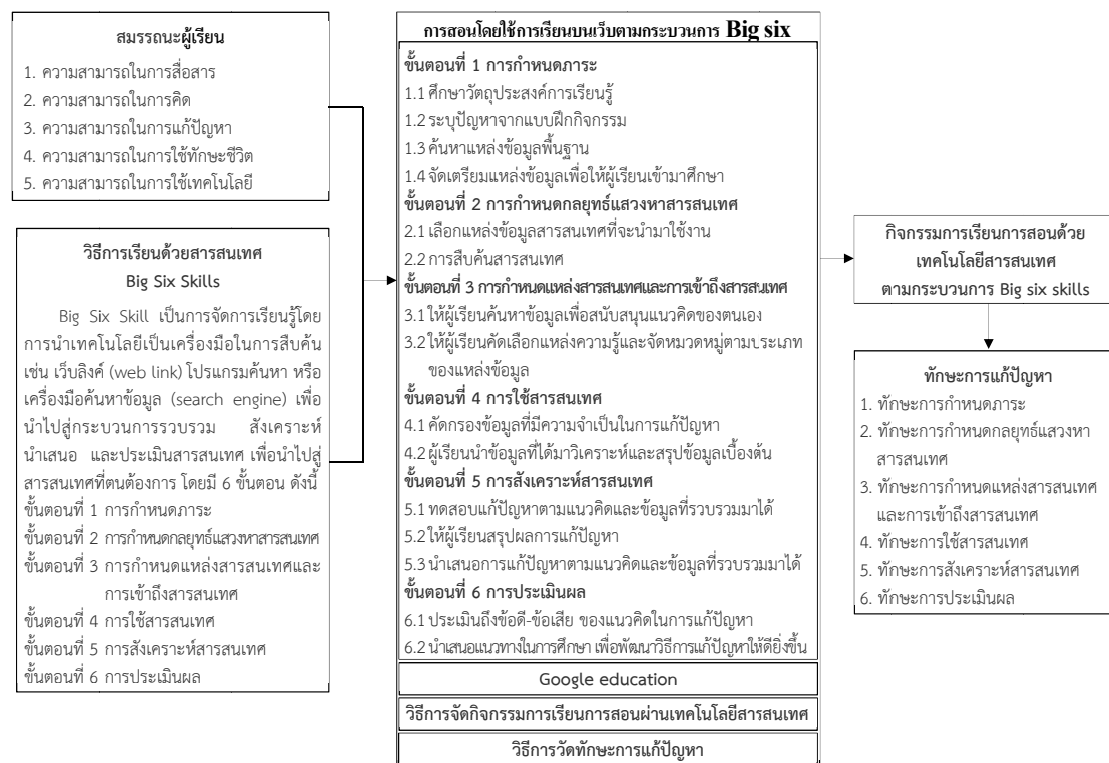 สมรรถนะผู้เรียน
1. ความสามารถในการสื่อสาร
2. ความสามารถในการคิด
3. ความสามารถในการแก้ปัญหา
4. ความสามารถในการใช้ทักษะชีวิต
5. ความสามารถในการใช้เทคโนโลยี
วิธีการเรียนด้วยสารสนเทศ
Big Six Skills
Big Six Skill เป็นการจัดการเรียนรู้โดย
การนำเทคโนโลยีเป็นเครื่องมือในการสืบค้น
เช่น เว็บลิงค์ (web link) โปรแกรมค้นหา หรือ
เครื่องมือค้นหาข้อมูล (search engine) เพื่อ
นำไปสู่กระบวนการรวบรวม สังเคราะห์
นำเสนอ และประเมินสารสนเทศ เพื่อนำไปสู่
สารสนเทศที่ตนต้องการ โดยมี 6 ขั้นตอน ดังนี้
ขั้นตอนที่ 1 การกำหนดภาระ
ขั้นตอนที่ 2 การกำหนดกลยุทธ์แสวงหาสารสนเทศ
ขั้นตอนที่ 3 การกำหนดแหล่งสารสนเทศและ
การเข้าถึงสารสนเทศ
ขั้นตอนที่ 4 การใช้สารสนเทศ
ขั้นตอนที่ 5 การสังเคราะห์สารสนเทศ
ขั้นตอนที่ 6 การประเมินผล
การสอนโดยใช้การเรียนบนเว็บตามกระบวนการ Big six
ขั้นตอนที่ 1 การกำหนดภาระ
1.1 ศึกษาวัตถุประสงค์การเรียนรู้
1.2 ระบุปัญหาจากแบบฝึกกิจกรรม
1.3 ค้นหาแหล่งข้อมูลพื้นฐาน
1.4 จัดเตรียมแหล่งข้อมูลเพื่อให้ผู้เรียนเข้ามาศึกษา
ขั้นตอนที่ 2 การกำหนดกลยุทธ์แสวงหาสารสนเทศ
2.1 เลือกแหล่งข้อมูลสารสนเทศที่จะนำมาใช้งาน
2.2 การสืบค้นสารสนเทศ
ขั้นตอนที่ 3 การกำหนดแหล่งสารสนเทศและการเข้าถึงสารสนเทศ
3.1 ให้ผู้เรียนค้นหาข้อมูลเพื่อสนับสนุนแนวคิดของตนเอง
3.2 ให้ผู้เรียนคัดเลือกแหล่งความรู้และจัดหมวดหมู่ตามประเภท
ของแหล่งข้อมูล
ขั้นตอนที่ 4 การใช้สารสนเทศ
4.1 คัดกรองข้อมูลที่มีความจำเป็นในการแก้ปัญหา
4.2 ผู้เรียนนำข้อมูลที่ได้มาวิเคราะห์และสรุปข้อมูลเบื้องต้น
ขั้นตอนที่ 5 การสังเคราะห์สารสนเทศ
5.1 ทดสอบแก้ปัญหาตามแนวคิดและข้อมูลที่รวบรวมมาได้
5.2 ให้ผู้เรียนสรุปผลการแก้ปัญหา
5.3 นำเสนอการแก้ปัญหาตามแนวคิดและข้อมูลที่รวบรวมมาได้
ขั้นตอนที่ 6 การประเมินผล
6.1 ประเมินถึงข้อดี-ข้อเสีย ของแนวคิดในการแก้ปัญหา
6.2 นำเสนอแนวทางในการศึกษา เพื่อพัฒนาวิธีการแก้ปัญหาให้ดียิ่งขึ้น
Google education
วิธีการจัดกิจกรรมการเรียนการสอนผ่านเทคโนโลยีสารสนเทศ
วิธีการวัดทักษะการแก้ปัญหา
กิจกรรมการเรียนการสอนด้วย
เทคโนโลยีสารสนเทศ
ตามกระบวนการ Big six skills
ทักษะการแก้ปัญหา
1. ทักษะการกำหนดภาระ
2. ทักษะการกำหนดกลยุทธ์แสวงหา
สารสนเทศ
3. ทักษะการกำหนดแหล่งสารสนเทศ
และการเข้าถึงสารสนเทศ
4. ทักษะการใช้สารสนเทศ
5. ทักษะการสังเคราะห์สารสนเทศ
6. ทักษะการประเมินผล